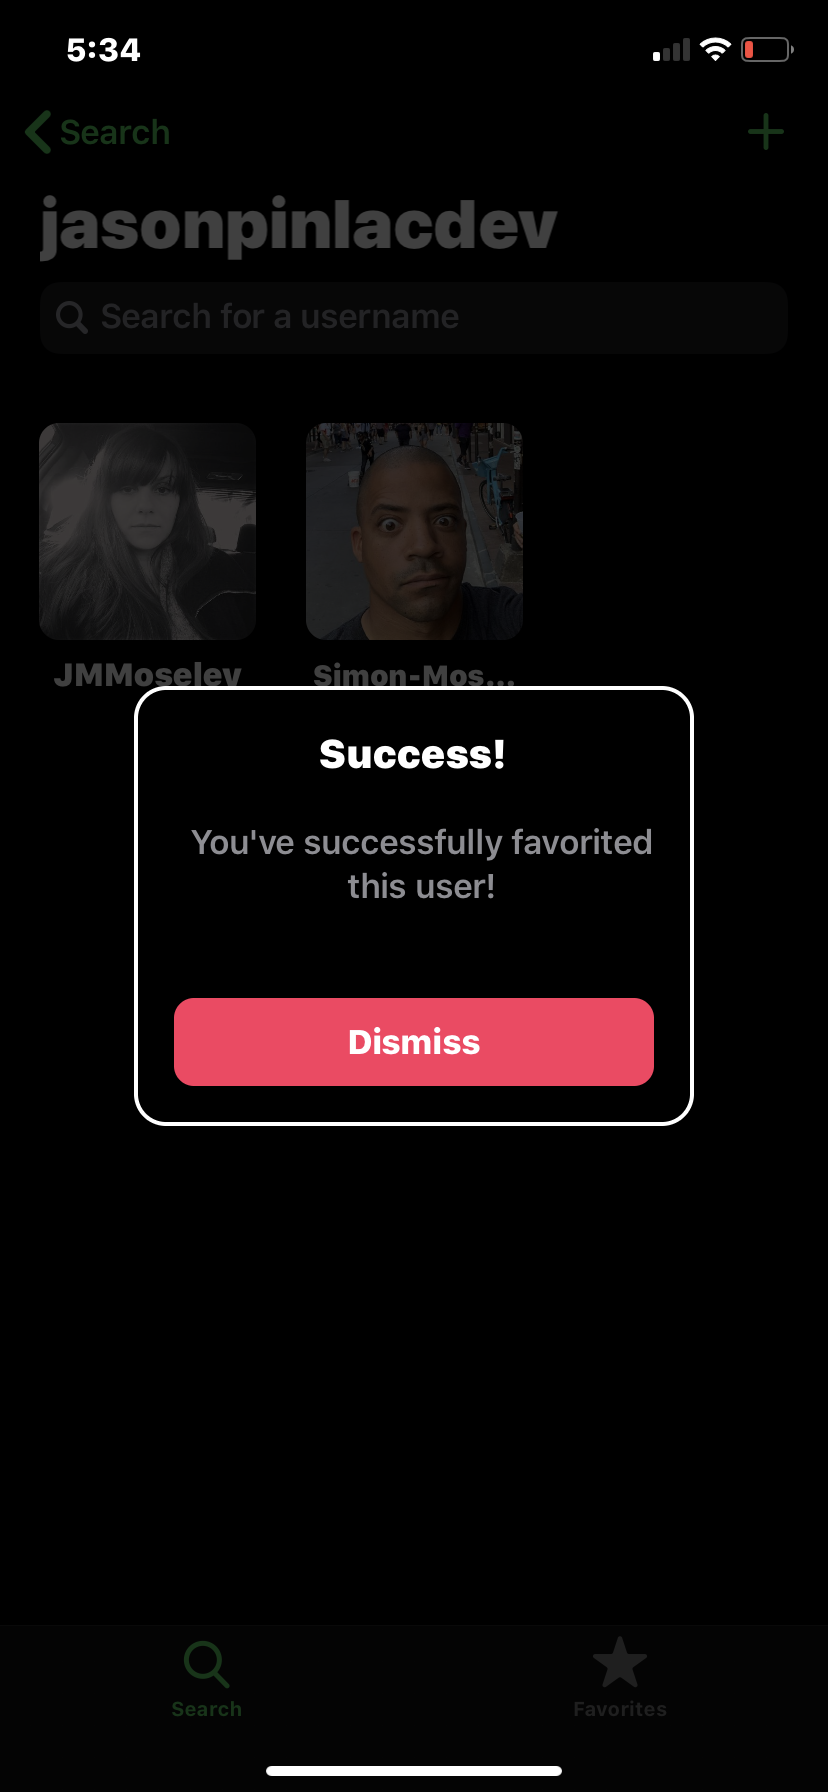 5:34
Search
jasonpinlacdev
Search for a username
JMMoseley
Simon-Mos...
Success!
You've successfully favorited
this user!
Dismiss
Search
Favorites